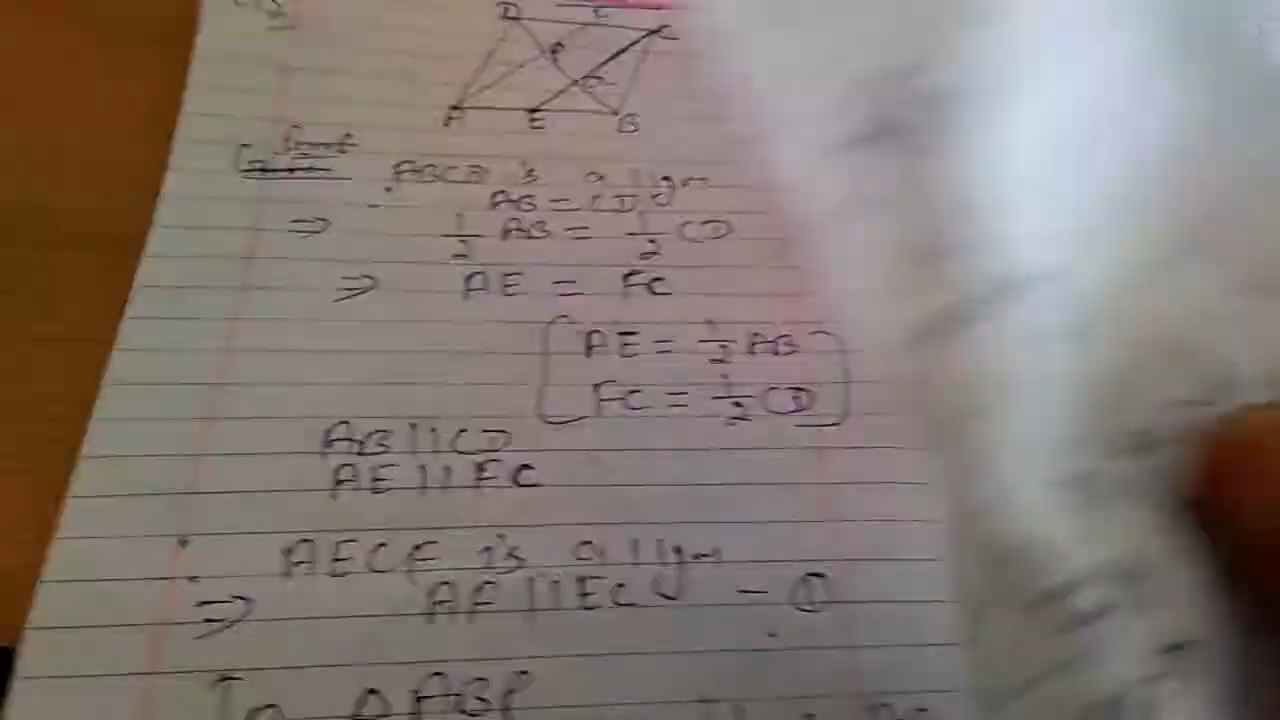 D F C
P
Q
A E B
Proof
ABCD is a llgm
AB = CD
⇒ 1/2 AB = 1/2 CD
⇒ AE = FC
[ AE = 1/2 AB
FC = 1/2 CD ]
AB || CD
AE || FC
∴ AECF is a llgm
⇒ AF || EC - ①
In Δ ABP